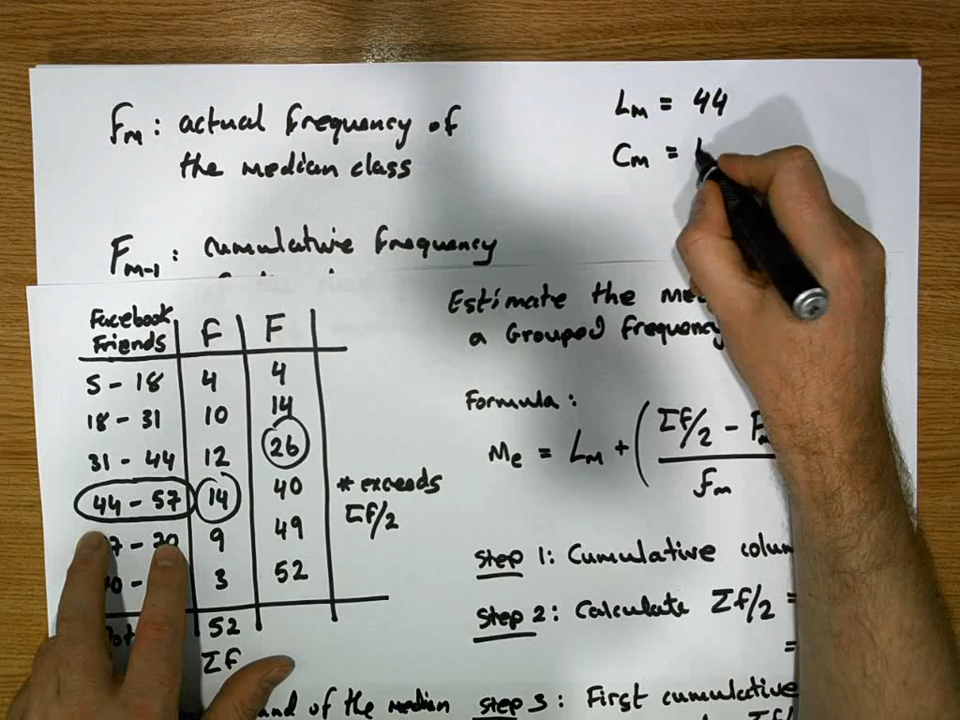 fm : actual frequency of
the median class
Fm-1 : cumulative frequency
Lm = 44
Cm =
Facebook Friends | f | F
5 - 18 | 4 | 4
18 - 31 | 10 | 14
31 - 44 | 12 | 26
44 - 57 | 14 | 40
9 | 49
3 | 52
52
Σf
* exceeds
Σf/2
Estimate the
a Grouped frequency
Formula :
Me = Lm + ( Σf/2 -
fm
Step 1: Cumulative
Step 2: Calculate Σf/2 =
=
Step 3: First cumulative
Σf/
of the median